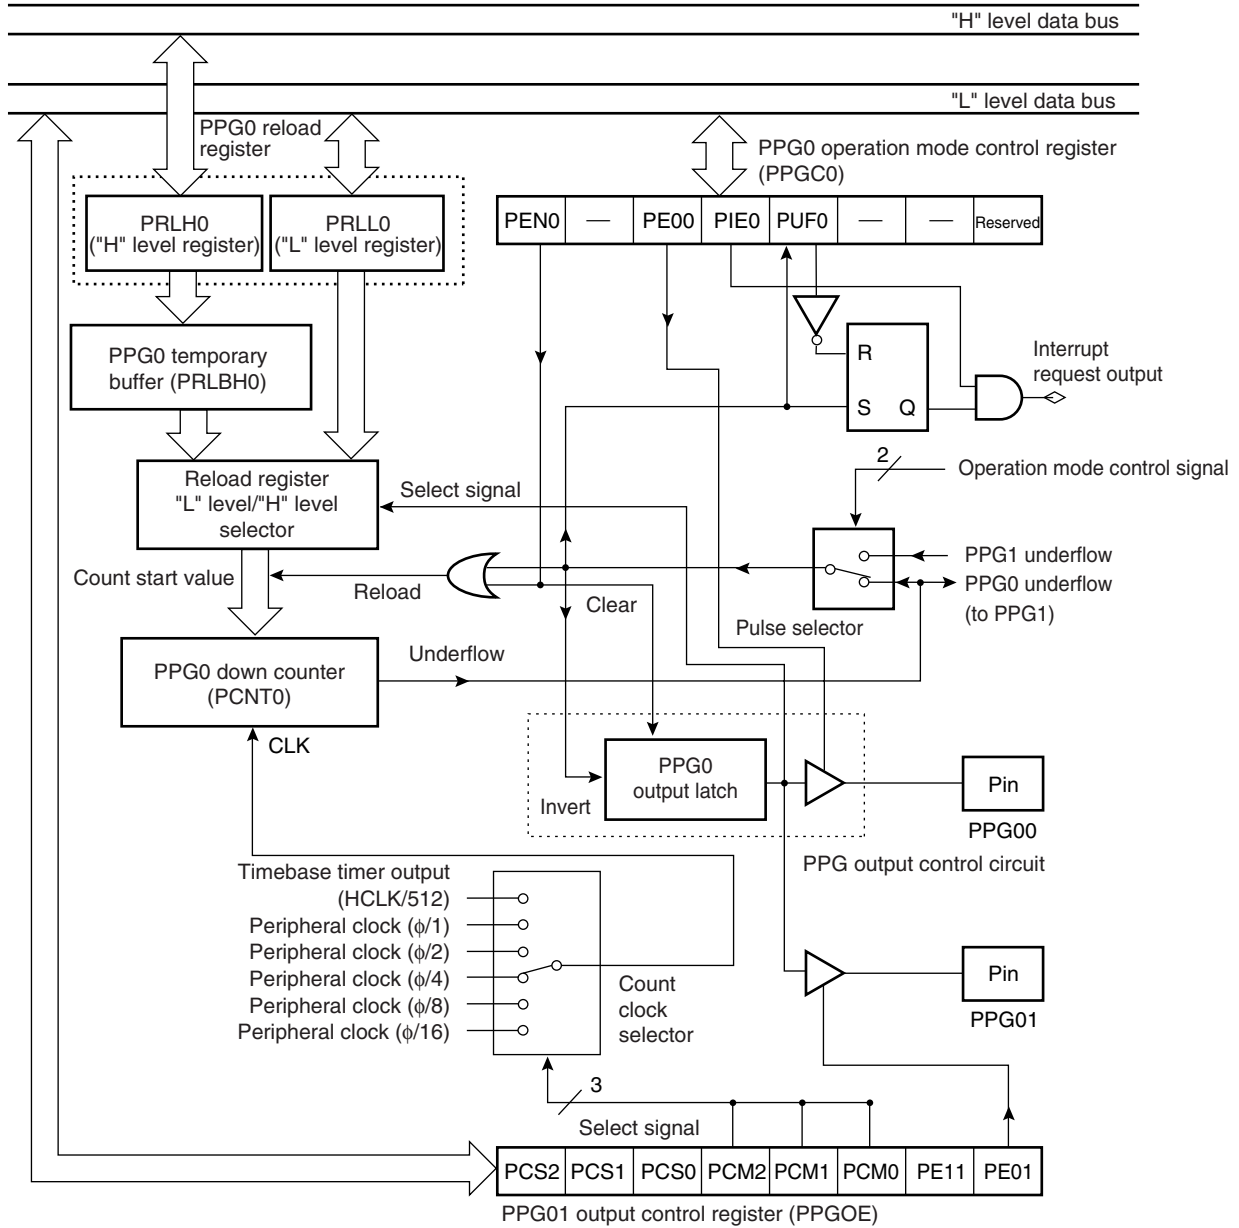 "H" level data bus
"L" level data bus
PPG0 reload
register
PPG0 operation mode control register
(PPGC0)
PRLH0
("H" level register)
PRLL0
("L" level register)
PEN0
—
PE00
PIE0
PUF0
—
—
Reserved
PPG0 temporary
buffer (PRLBH0)
R
S
Q
Interrupt
request output
Reload register
"L" level/"H" level
selector
Select signal
2
Operation mode control signal
Count start value
Reload
Clear
PPG1 underflow
PPG0 underflow
(to PPG1)
Pulse selector
PPG0 down counter
(PCNT0)
Underflow
CLK
PPG0
output latch
Invert
Pin
PPG00
PPG output control circuit
Timebase timer output
(HCLK/512)
Peripheral clock (ϕ/1)
Peripheral clock (ϕ/2)
Peripheral clock (ϕ/4)
Peripheral clock (ϕ/8)
Peripheral clock (ϕ/16)
Count
clock
selector
Pin
PPG01
3
Select signal
PCS2
PCS1
PCS0
PCM2
PCM1
PCM0
PE11
PE01
PPG01 output control register (PPGOE)